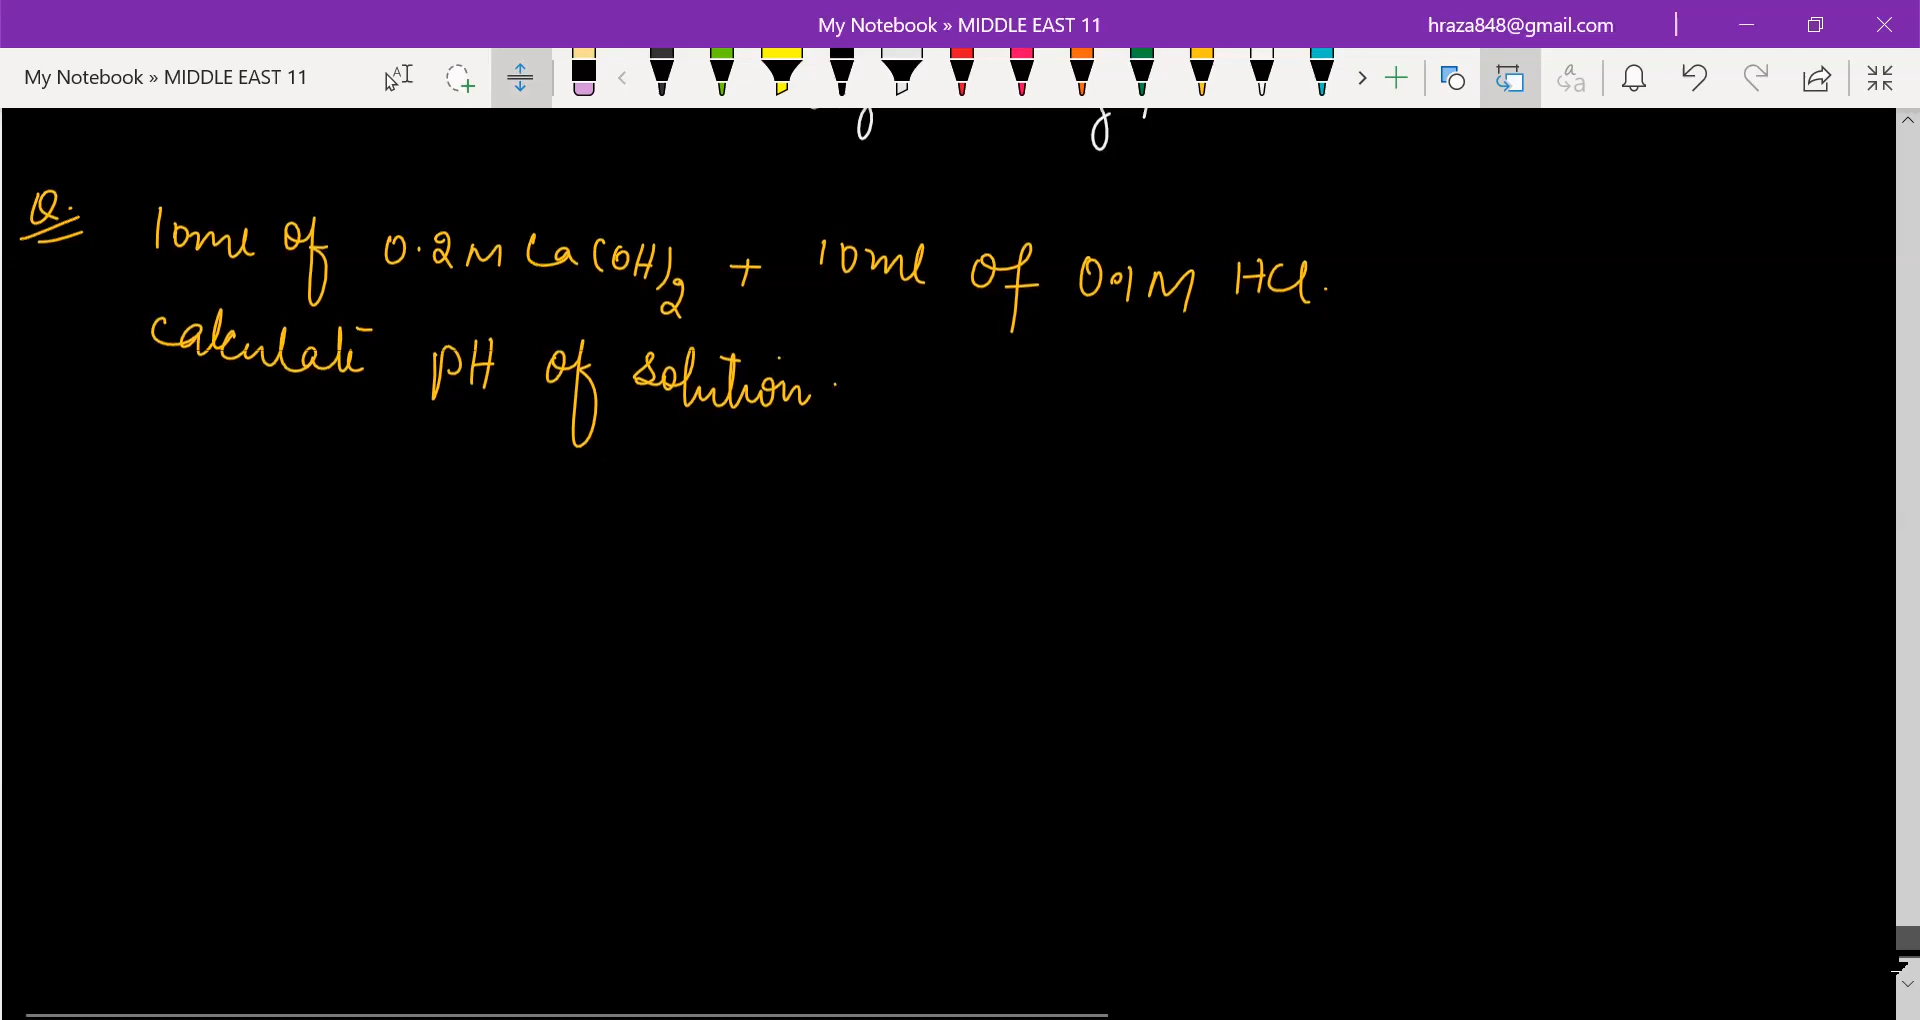 My Notebook » MIDDLE EAST 11
hraza848@gmail.com
My Notebook » MIDDLE EAST 11
Q. 10ml of 0.2M Ca(OH)2 + 10ml of 0.1M HCl.
calculate pH of solution.